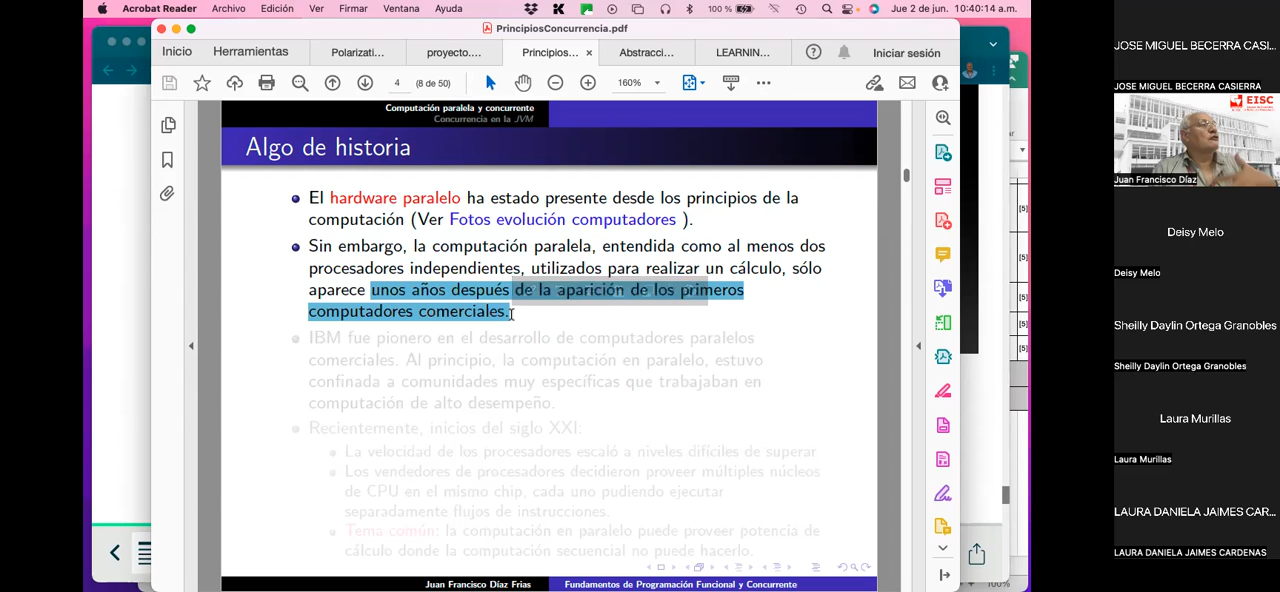 Acrobat Reader Archivo Edición Ver Firmar Ventana Ayuda 100 % Jue 2 de jun. 10:40:14 a.m.
PrincipiosConcurrencia.pdf
Inicio Herramientas Polarizati... proyecto.... Principios... × Abstracci... LEARNIN... Iniciar sesión
4 (8 de 50) 160%
Computación paralela y concurrente
Concurrencia en la JVM
Algo de historia
El hardware paralelo ha estado presente desde los principios de la
computación (Ver Fotos evolución computadores ).
Sin embargo, la computación paralela, entendida como al menos dos
procesadores independientes, utilizados para realizar un cálculo, sólo
aparece unos años después de la aparición de los primeros
computadores comerciales.
IBM fue pionero en el desarrollo de computadores paralelos
comerciales. Al principio, la computación en paralelo, estuvo
confinada a comunidades muy específicas que trabajaban en
computación de alto desempeño.
Recientemente, inicios del siglo XXI:
La velocidad de los procesadores escaló a niveles difíciles de superar
Los vendedores de procesadores decidieron proveer múltiples núcleos
de CPU en el mismo chip, cada uno pudiendo ejecutar
separadamente flujos de instrucciones.
Tema común: la computación en paralelo puede proveer potencia de
cálculo donde la computación secuencial no puede hacerlo.
Juan Francisco Díaz Frias Fundamentos de Programación Funcional y Concurrente
[5]
[5]
[5]
[5]
[5]
100%
JOSE MIGUEL BECERRA CASI...
JOSE MIGUEL BECERRA CASIERRA
EISC
Juan Francisco Díaz
Deisy Melo
Deisy Melo
Sheilly Daylin Ortega Granobles
Sheilly Daylin Ortega Granobles
Laura Murillas
Laura Murillas
LAURA DANIELA JAIMES CAR...
LAURA DANIELA JAIMES CARDENAS